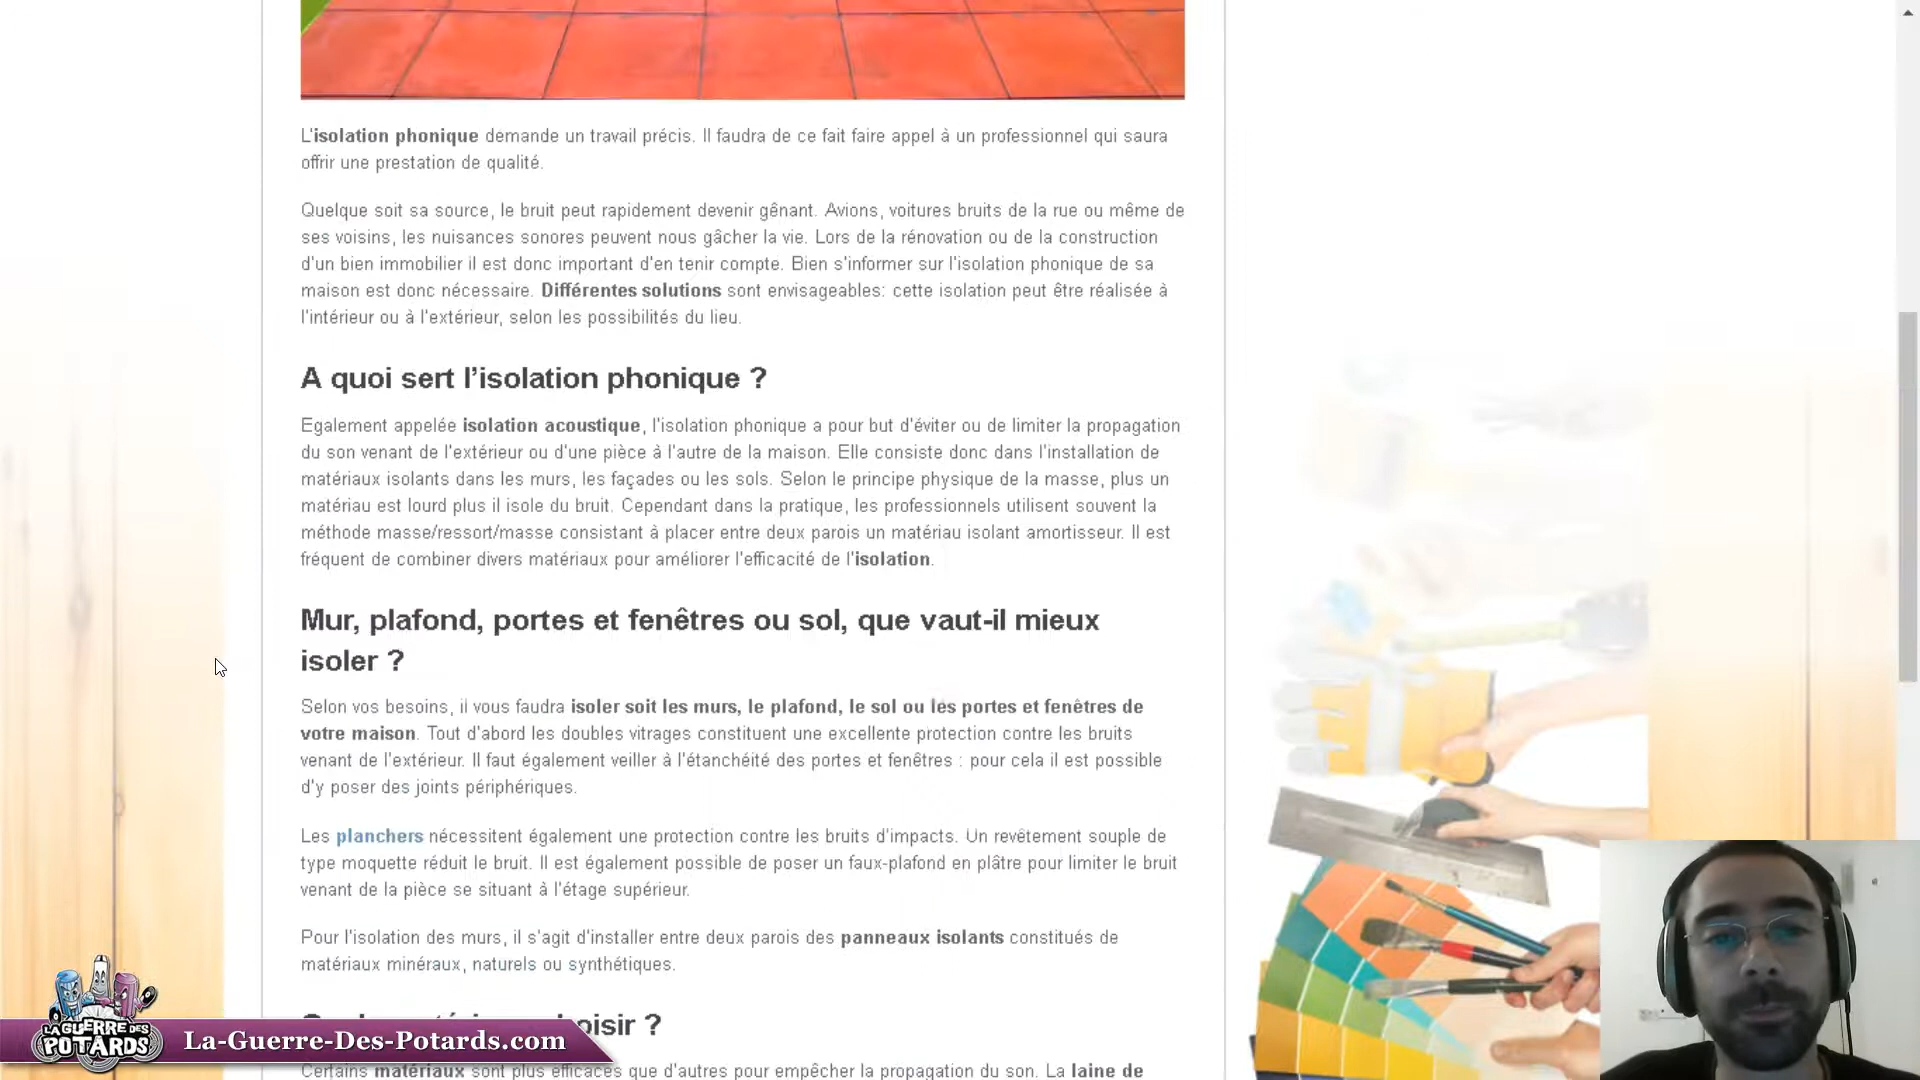 L'isolation phonique demande un travail précis. Il faudra de ce fait faire appel à un professionnel qui saura
offrir une prestation de qualité.
Quelque soit sa source, le bruit peut rapidement devenir gênant. Avions, voitures bruits de la rue ou même de
ses voisins, les nuisances sonores peuvent nous gâcher la vie. Lors de la rénovation ou de la construction
d'un bien immobilier il est donc important d'en tenir compte. Bien s'informer sur l'isolation phonique de sa
maison est donc nécessaire. Différentes solutions sont envisageables: cette isolation peut être réalisée à
l'intérieur ou à l'extérieur, selon les possibilités du lieu.
A quoi sert l'isolation phonique ?
Egalement appelée isolation acoustique, l'isolation phonique a pour but d'éviter ou de limiter la propagation
du son venant de l'extérieur ou d'une pièce à l'autre de la maison. Elle consiste donc dans l'installation de
matériaux isolants dans les murs, les façades ou les sols. Selon le principe physique de la masse, plus un
matériau est lourd plus il isole du bruit. Cependant dans la pratique, les professionnels utilisent souvent la
méthode masse/ressort/masse consistant à placer entre deux parois un matériau isolant amortisseur. Il est
fréquent de combiner divers matériaux pour améliorer l'efficacité de l'isolation.
Mur, plafond, portes et fenêtres ou sol, que vaut-il mieux
isoler ?
Selon vos besoins, il vous faudra isoler soit les murs, le plafond, le sol ou les portes et fenêtres de
votre maison. Tout d'abord les doubles vitrages constituent une excellente protection contre les bruits
venant de l'extérieur. Il faut également veiller à l'étanchéité des portes et fenêtres : pour cela il est possible
d'y poser des joints périphériques.
Les planchers nécessitent également une protection contre les bruits d'impacts. Un revêtement souple de
type moquette réduit le bruit. Il est également possible de poser un faux-plafond en plâtre pour limiter le bruit
venant de la pièce se situant à l'étage supérieur.
Pour l'isolation des murs, il s'agit d'installer entre deux parois des panneaux isolants constitués de
matériaux minéraux, naturels ou synthétiques.
oisir ?
Certains matériaux sont plus efficaces que d'autres pour empêcher la propagation du son. La laine de
LA GUERRE DES
POTARDS
La-Guerre-Des-Potards.com